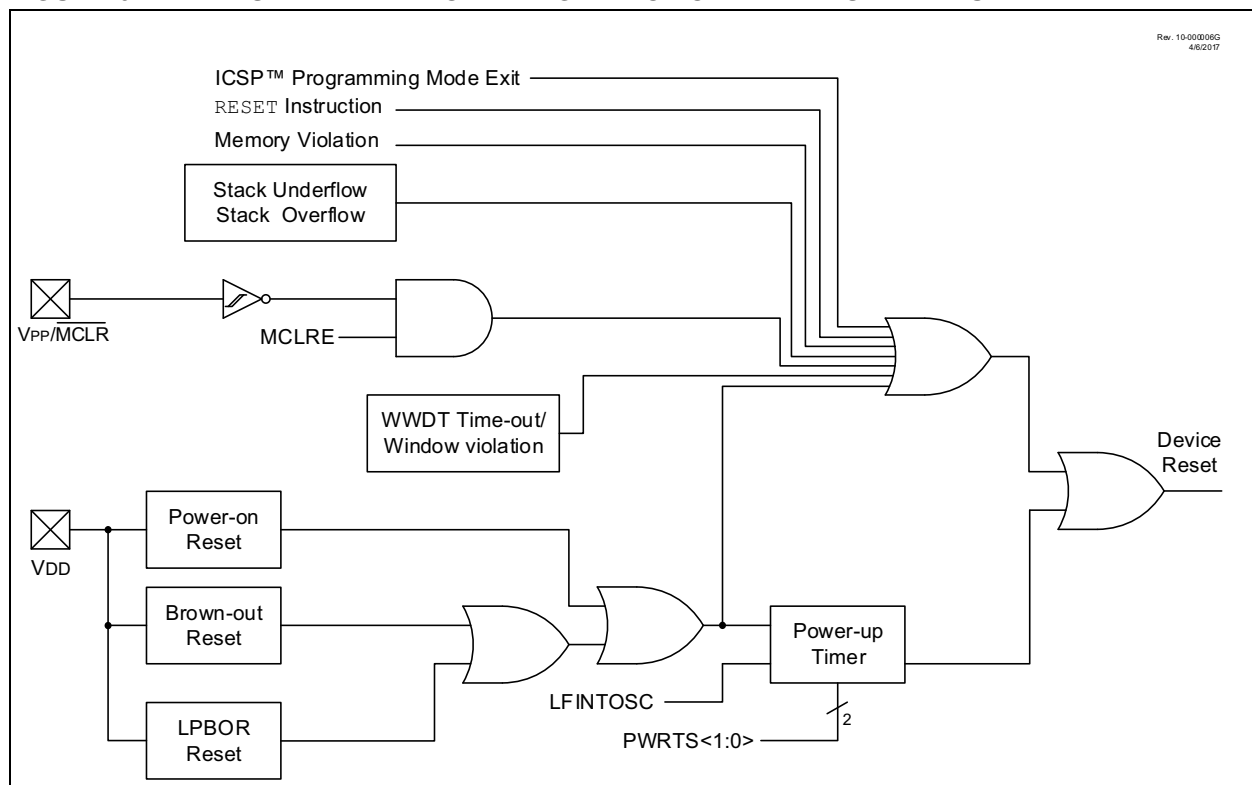 Rev. 10-000006G
4/6/2017
ICSP™ Programming Mode Exit
RESET Instruction
Memory Violation
Stack Underflow
Stack Overflow
VPP/MCLR
MCLRE
WWDT Time-out/
Window violation
Device
Reset
Power-on
Reset
VDD
Brown-out
Reset
Power-up
Timer
LFINTOSC
2
LPBOR
Reset
PWRTS<1:0>